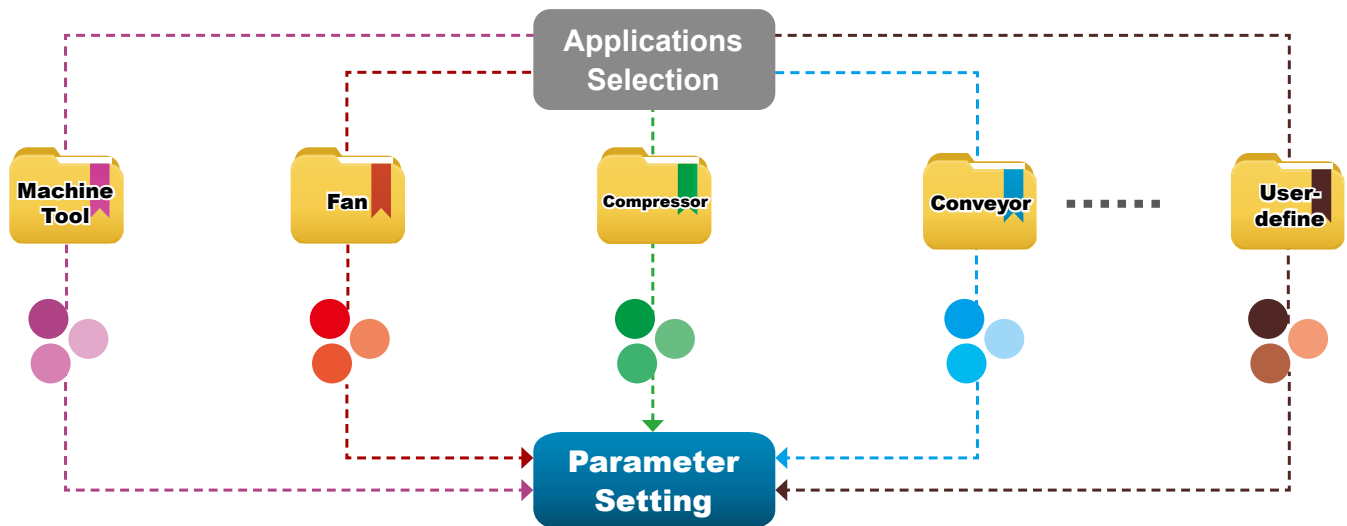 Applications
Selection
Machine
Tool
Fan
Compressor
Conveyor
User-
define
Parameter
Setting